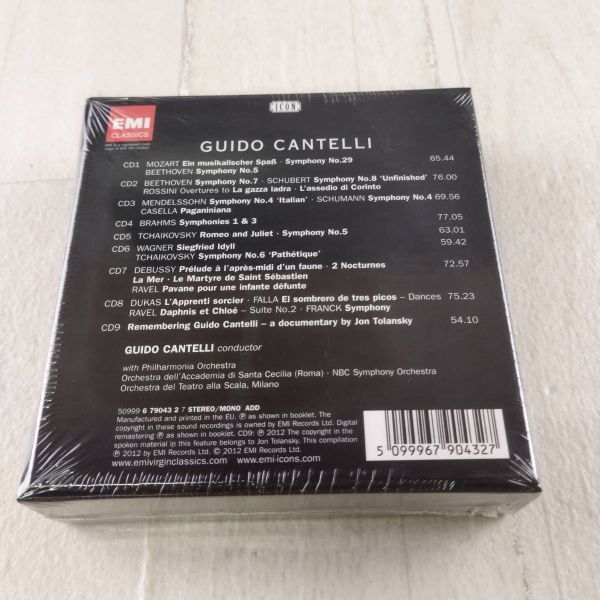 ICON
EMI
CLASSICS
GUIDO CANTELLI
CD1 MOZART Ein musikalischer Spaß · Symphony No.29 65.44
BEETHOVEN Symphony No.5
CD2 BEETHOVEN Symphony No.7 · SCHUBERT Symphony No.8 'Unfinished' 76.00
ROSSINI Overtures to La gazza ladra · L'assedio di Corinto
CD3 MENDELSSOHN Symphony No.4 'Italian' · SCHUMANN Symphony No.4 69.56
CASELLA Paganiniana
CD4 BRAHMS Symphonies 1 & 3 77.05
CD5 TCHAIKOVSKY Romeo and Juliet · Symphony No.5 63.01
CD6 WAGNER Siegfried Idyll 59.42
TCHAIKOVSKY Symphony No.6 'Pathétique'
CD7 DEBUSSY Prélude à l'après-midi d'un faune · 2 Nocturnes 72.57
La Mer · Le Martyre de Saint Sébastien
RAVEL Pavane pour une infante défunte
CD8 DUKAS L'Apprenti sorcier · FALLA El sombrero de tres picos – Dances 75.23
RAVEL Daphnis et Chloé – Suite No.2 · FRANCK Symphony
CD9 Remembering Guido Cantelli – a documentary by Jon Tolansky 54.10
GUIDO CANTELLI conductor
with Philharmonia Orchestra
Orchestra dell'Accademia di Santa Cecilia (Roma) · NBC Symphony Orchestra
Orchestra del Teatro alla Scala, Milano
50999 6 79043 2 7 STEREO/MONO ADD
Manufactured and printed in the EU. ℗ as shown in booklet. The copyright
in these sound recordings is owned by EMI Records Ltd. Digital
remastering ℗ as shown in booklet. CD9: ℗ 2012 The copyright in the
spoken material in this feature belongs to Jon Tolansky. This compilation
℗ 2012 by EMI Records Ltd. © 2012 EMI Records Ltd.
www.emivirginclassics.com www.emi-icons.com
5 099967 904327